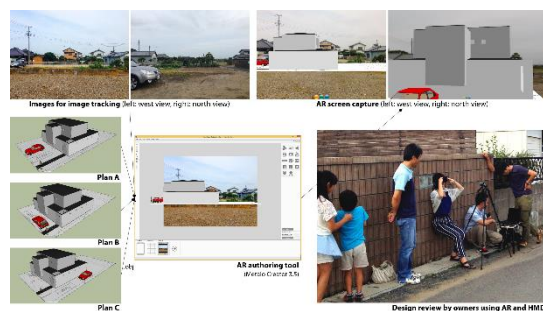 Images for image tracking (left: west view, right: north view)
AR screen capture (left: west view, right: north view)
Plan A
Plan B
Plan C
AR authoring tool
Design review by owners using AR and HMD